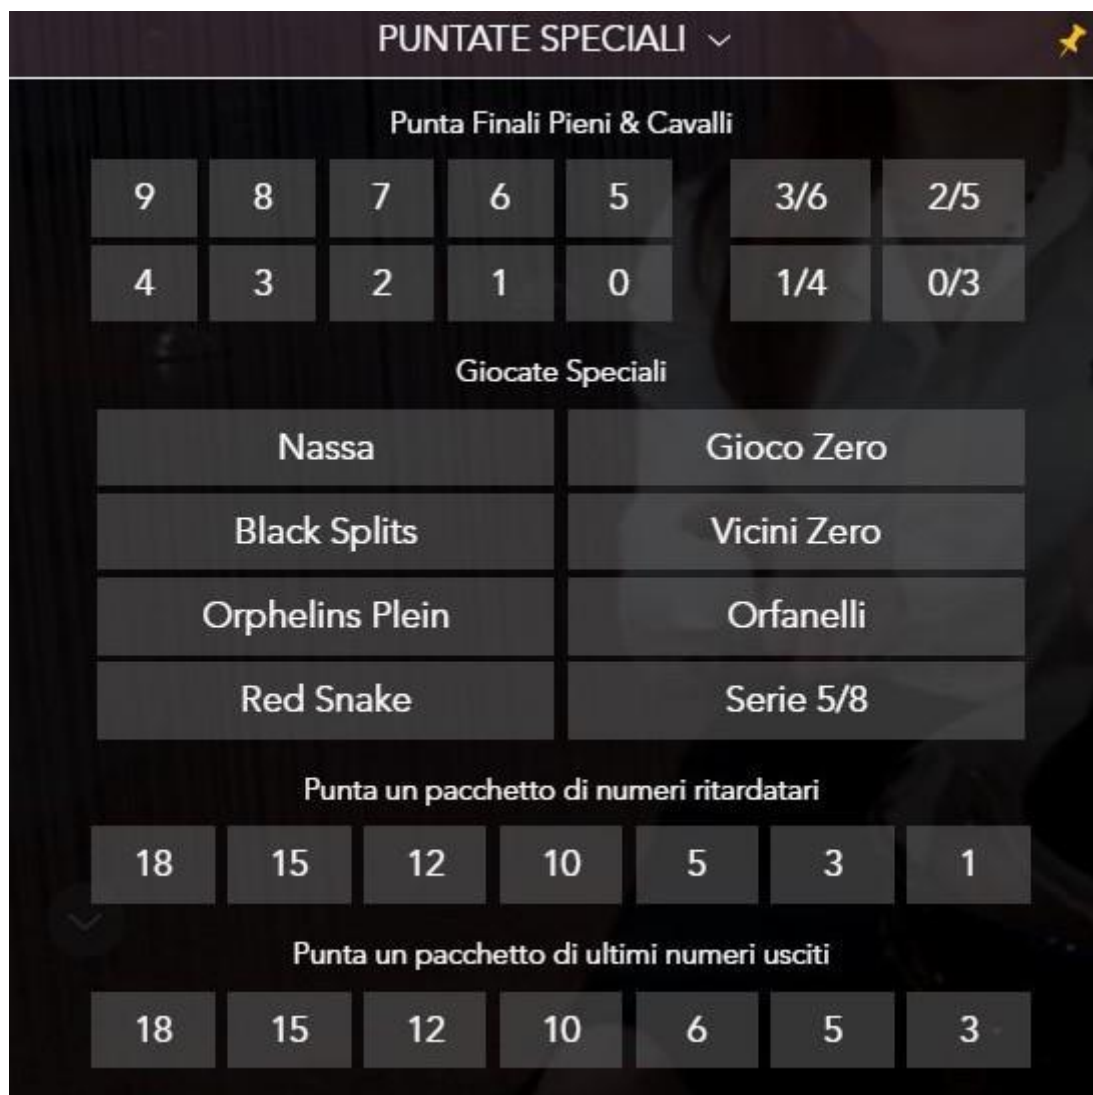 PUNTATE SPECIALI
Punta Finali Pieni & Cavalli
9 8 7 6 5 3/6 2/5
4 3 2 1 0 1/4 0/3
Giocate Speciali
Nassa Gioco Zero
Black Splits Vicini Zero
Orphelins Plein Orfanelli
Red Snake Serie 5/8
Punta un pacchetto di numeri ritardatari
18 15 12 10 5 3 1
Punta un pacchetto di ultimi numeri usciti
18 15 12 10 6 5 3